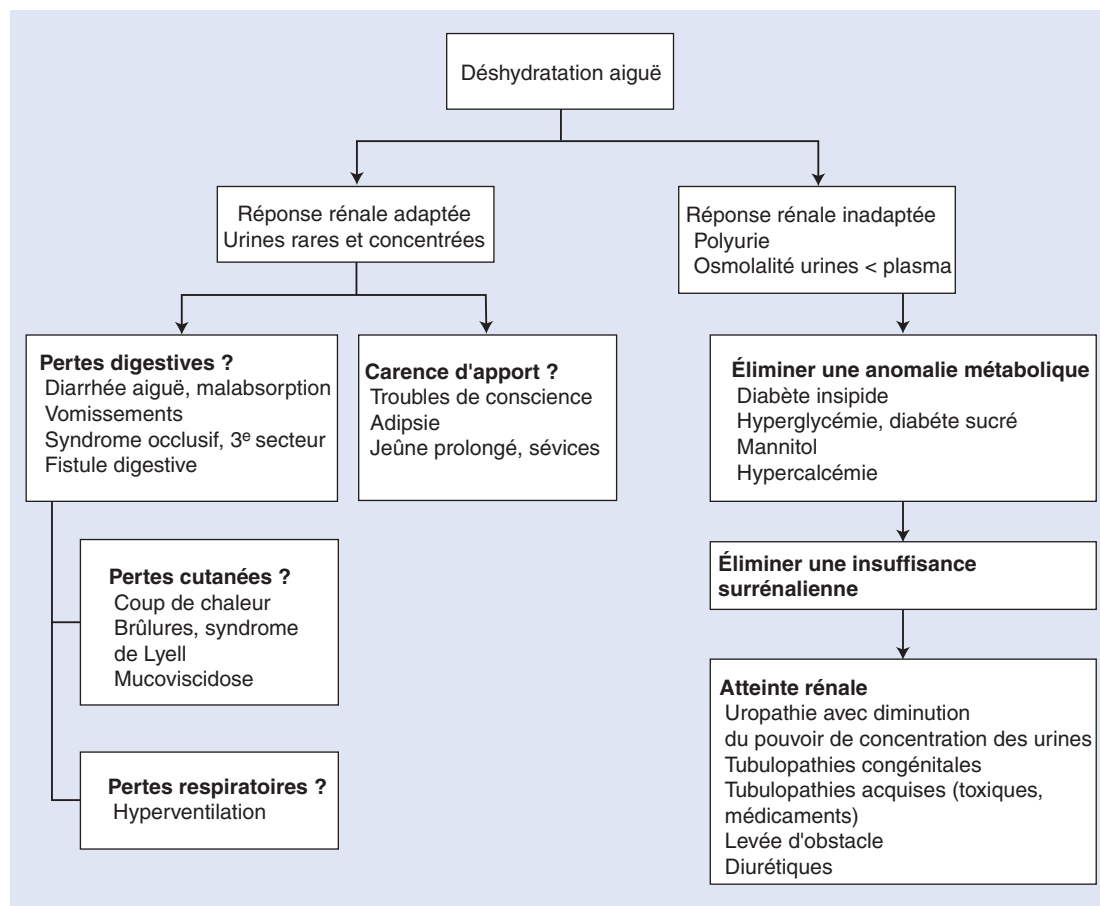 Déshydratation aiguë
Réponse rénale adaptée
Urines rares et concentrées
Réponse rénale inadaptée
Polyurie
Osmolalité urines < plasma
Pertes digestives ?
Diarrhée aiguë, malabsorption
Vomissements
Syndrome occlusif, 3e secteur
Fistule digestive
Carence d'apport ?
Troubles de conscience
Adipsie
Jeûne prolongé, sévices
Éliminer une anomalie métabolique
Diabète insipide
Hyperglycémie, diabéte sucré
Mannitol
Hypercalcémie
Pertes cutanées ?
Coup de chaleur
Brûlures, syndrome
de Lyell
Mucoviscidose
Éliminer une insuffisance
surrénalienne
Pertes respiratoires ?
Hyperventilation
Atteinte rénale
Uropathie avec diminution
du pouvoir de concentration des urines
Tubulopathies congénitales
Tubulopathies acquises (toxiques,
médicaments)
Levée d'obstacle
Diurétiques